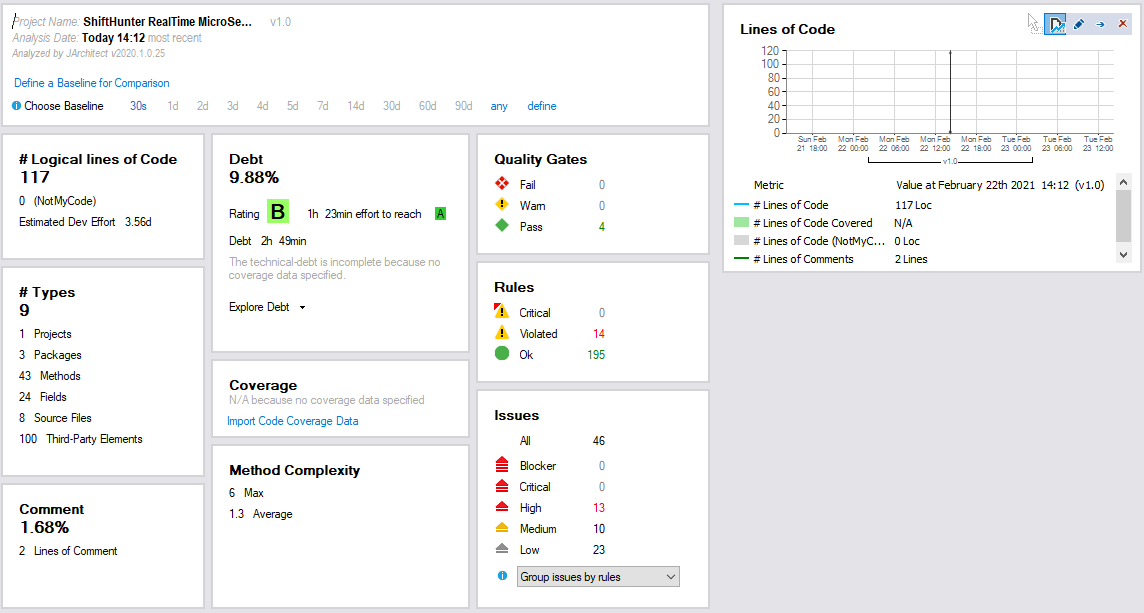 Project Name: ShiftHunter RealTime MicroSe... v1.0
Analysis Date: Today 14:12 most recent
Analyzed by JArchitect v2020.1.0.25
Define a Baseline for Comparison
Choose Baseline 30s 1d 2d 3d 4d 5d 7d 14d 30d 60d 90d any define
# Logical lines of Code
117
0 (NotMyCode)
Estimated Dev Effort 3.56d
# Types
9
1 Projects
3 Packages
43 Methods
24 Fields
8 Source Files
100 Third-Party Elements
Comment
1.68%
2 Lines of Comment
Debt
9.88%
Rating B 1h 23min effort to reach A
Debt 2h 49min
The technical-debt is incomplete because no
coverage data specified.
Explore Debt
Coverage
N/A because no coverage data specified
Import Code Coverage Data
Method Complexity
6 Max
1.3 Average
Quality Gates
Fail 0
Warn 0
Pass 4
Rules
Critical 0
Violated 14
Ok 195
Issues
All 46
Blocker 0
Critical 0
High 13
Medium 10
Low 23
Group issues by rules
Lines of Code
120
100
80
60
40
20
0
Sun Feb Mon Feb Mon Feb Mon Feb Mon Feb Tue Feb Tue Feb Tue Feb
21 18:00 22 00:00 22 06:00 22 12:00 22 18:00 23 00:00 23 06:00 23 12:00
v1.0
Metric Value at February 22th 2021 14:12 (v1.0)
# Lines of Code 117 Loc
# Lines of Code Covered N/A
# Lines of Code (NotMyC... 0 Loc
# Lines of Comments 2 Lines